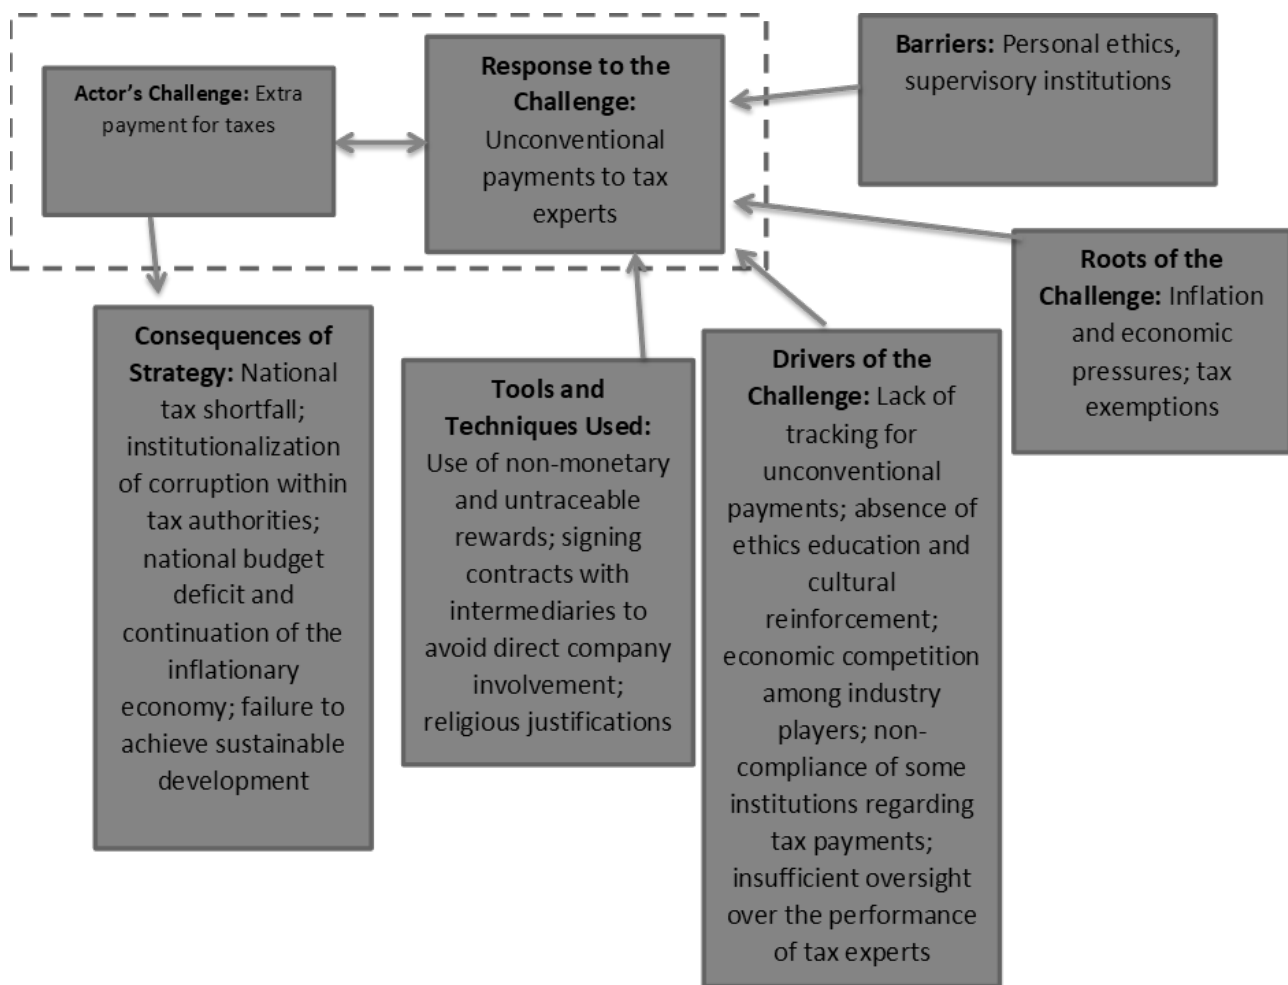 Actor's Challenge: Extra
payment for taxes
Response to the
Challenge:
Unconventional
payments to tax
experts
Barriers: Personal ethics,
supervisory institutions
Roots of the
Challenge: Inflation
and economic
pressures; tax
exemptions
Consequences of
Strategy: National
tax shortfall;
institutionalization
of corruption within
tax authorities;
national budget
deficit and
continuation of the
inflationary
economy; failure to
achieve sustainable
development
Tools and
Techniques Used:
Use of non-monetary
and untraceable
rewards; signing
contracts with
intermediaries to
avoid direct company
involvement;
religious justifications
Drivers of the
Challenge: Lack of
tracking for
unconventional
payments; absence of
ethics education and
cultural
reinforcement;
economic competition
among industry
players; non-
compliance of some
institutions regarding
tax payments;
insufficient oversight
over the performance
of tax experts